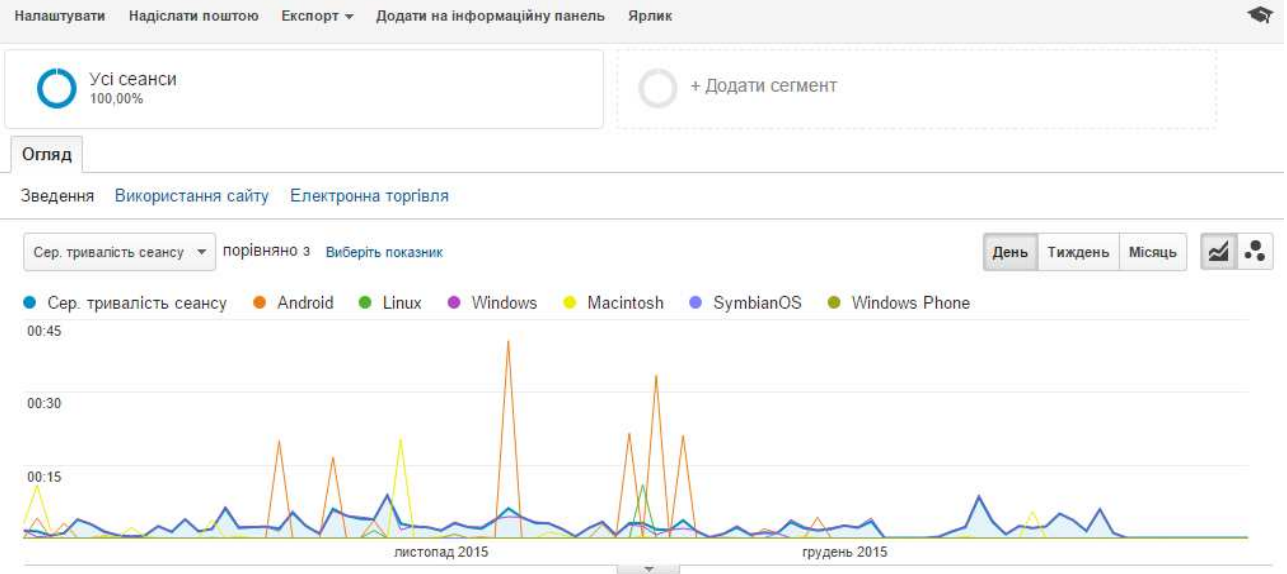 Налаштувати Надіслати поштою Експорт Додати на інформаційну панель Ярлик
Усі сеанси
100,00%
+ Додати сегмент
Огляд
Зведення Використання сайту Електронна торгівля
Сер. тривалість сеансу порівняно з Виберіть показник День Тиждень Місяць
Сер. тривалість сеансу Android Linux Windows Macintosh SymbianOS Windows Phone
00:45
00:30
00:15
листопад 2015 грудень 2015